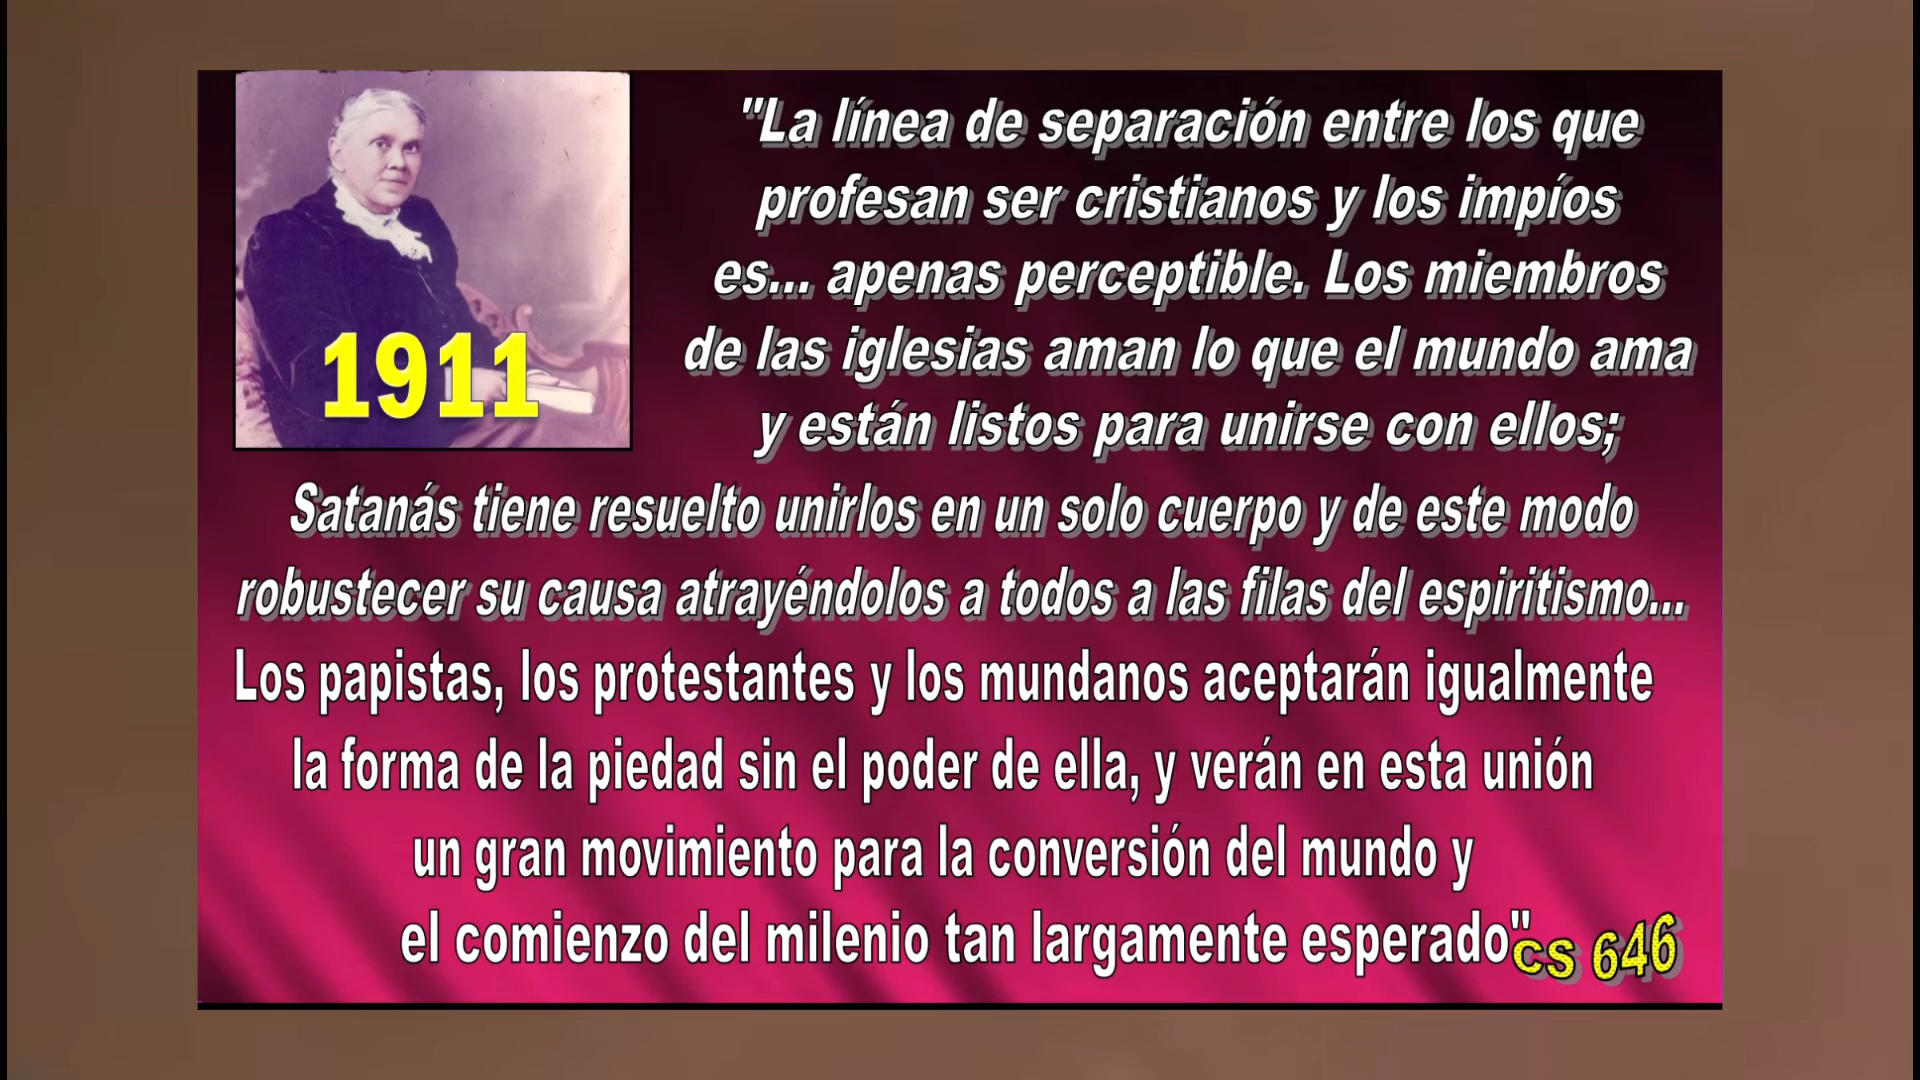 "La línea de separación entre los que
profesan ser cristianos y los impíos
es... apenas perceptible. Los miembros
de las iglesias aman lo que el mundo ama
y están listos para unirse con ellos;
1911
Satanás tiene resuelto unirlos en un solo cuerpo y de este modo
robustecer su causa atrayéndolos a todos a las filas del espiritismo...
Los papistas, los protestantes y los mundanos aceptarán igualmente
la forma de la piedad sin el poder de ella, y verán en esta unión
un gran movimiento para la conversión del mundo y
el comienzo del milenio tan largamente esperado"
CS 646